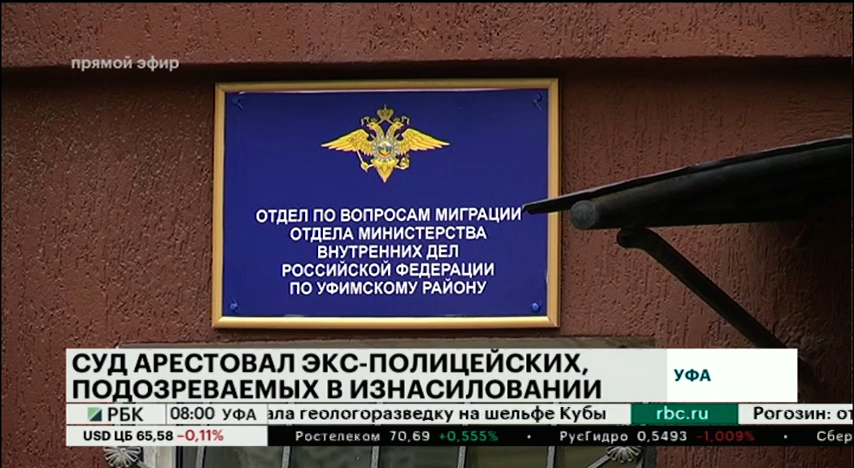 прямой эфир
ОТДЕЛ ПО ВОПРОСАМ МИГРАЦИИ
ОТДЕЛА МИНИСТЕРСТВА
ВНУТРЕННИХ ДЕЛ
РОССИЙСКОЙ ФЕДЕРАЦИИ
ПО УФИМСКОМУ РАЙОНУ
СУД АРЕСТОВАЛ ЭКС-ПОЛИЦЕЙСКИХ,
ПОДОЗРЕВАЕМЫХ В ИЗНАСИЛОВАНИИ
УФА
РБК 08:00 УФА ала геологоразведку на шельфе Кубы rbc.ru Рогозин: от
USD ЦБ 65,58 -0,11% Ростелеком 70,69 +0,555% • РусГидро 0,5493 -1,009% • Сбер